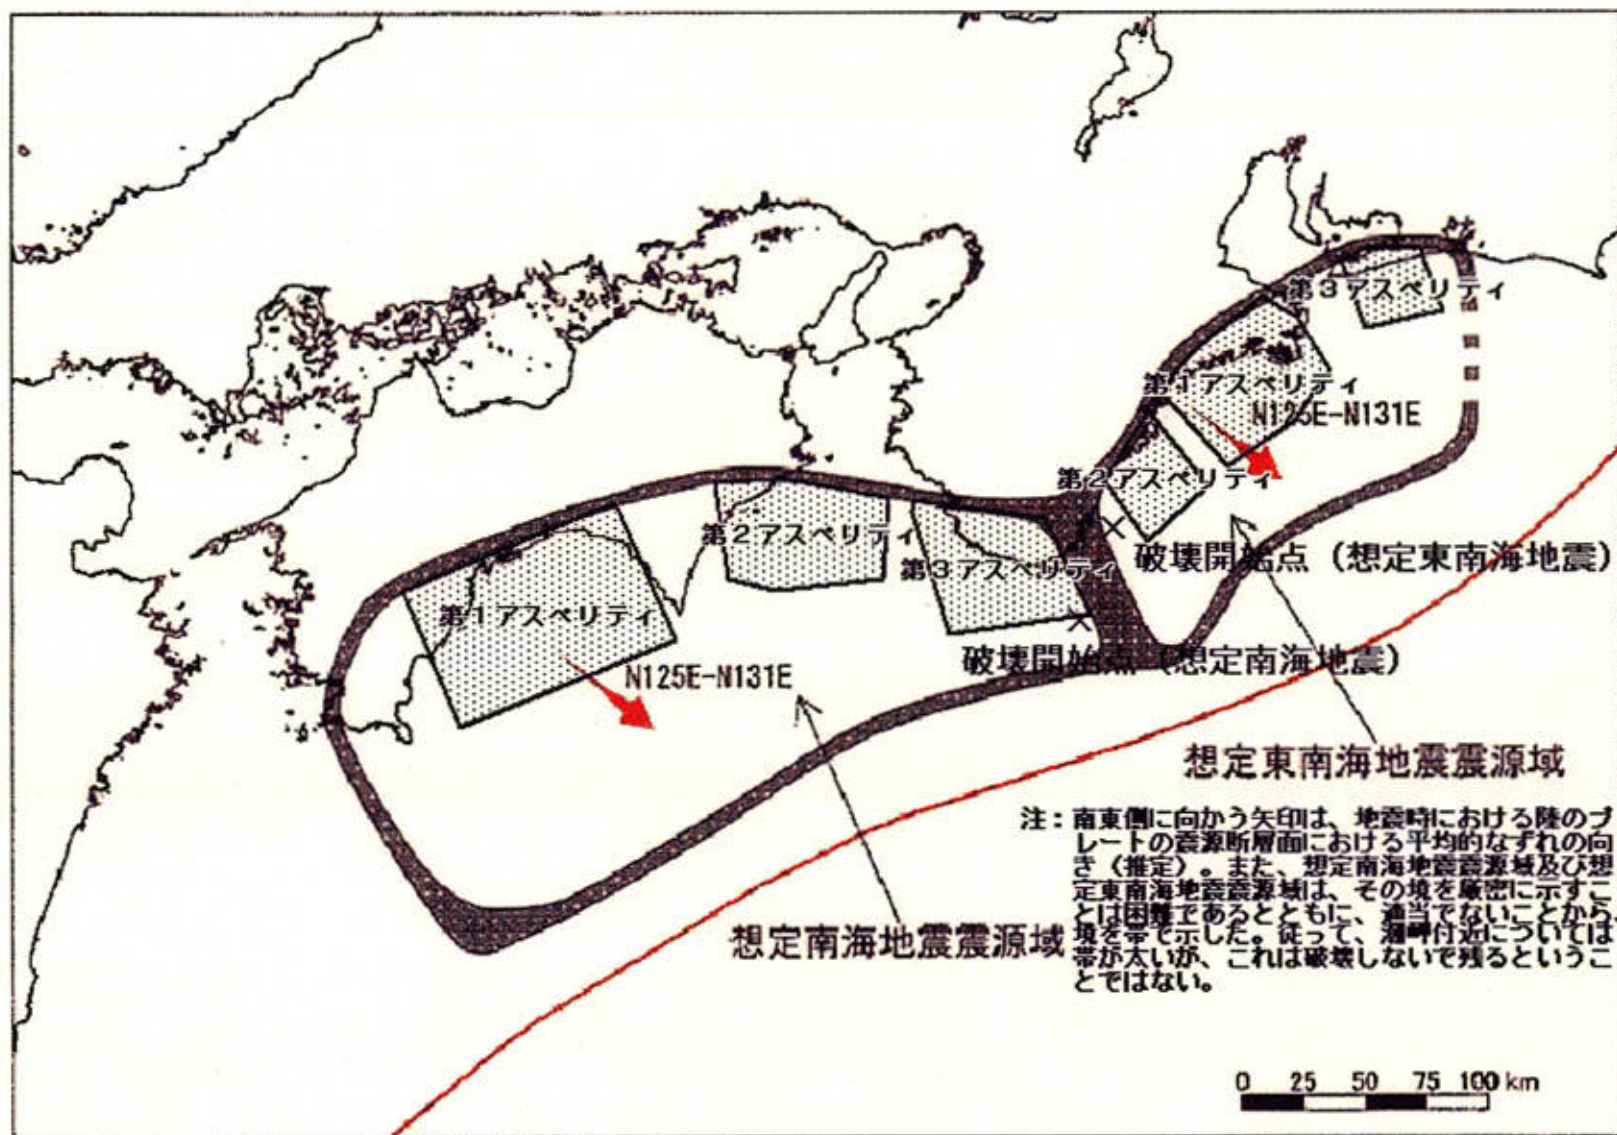 第3アスペリティ
第1アスペリティ
N125E-N131E
第2アスペリティ
第2アスペリティ
破壊開始点（想定東南海地震）
第3アスペリティ
第1アスペリティ
破壊開始点（想定南海地震）
N125E-N131E
想定東南海地震震源域
想定南海地震震源域
注：南東側に向かう矢印は、地震時における陸のプ
レートの震源断層面における平均的なずれの向
き（推定）。また、想定南海地震震源域及び想
定東南海地震震源域は、その境を厳密に示すこ
とは困難であるとともに、適当でないことから、
境を帯で示した。従って、潮岬付近については
帯が太いが、これは破壊しないで残るというこ
とではない。
0 25 50 75 100 km